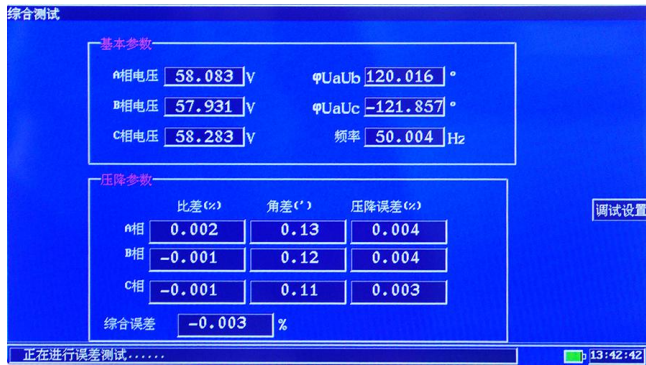 综合测试
基本参数
A相电压 58.083 V φUaUb 120.016 °
B相电压 57.931 V φUaUc -121.857 °
C相电压 58.283 V 频率 50.004 Hz
压降参数
比差(%) 角差(′) 压降误差(%)
A相 0.002 0.13 0.004
B相 -0.001 0.12 0.004
C相 -0.001 0.11 0.003
综合误差 -0.003 %
调试设置
正在进行误差测试......
13:42:42